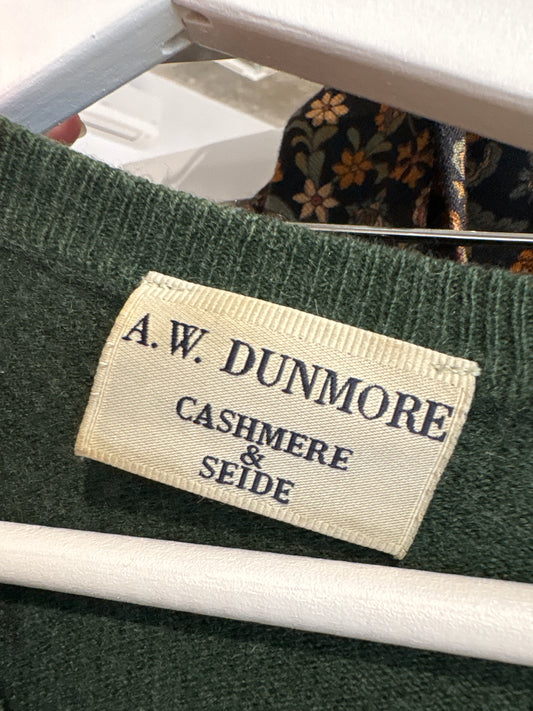 A. W. DUNMORE
CASHMERE
&
SEIDE